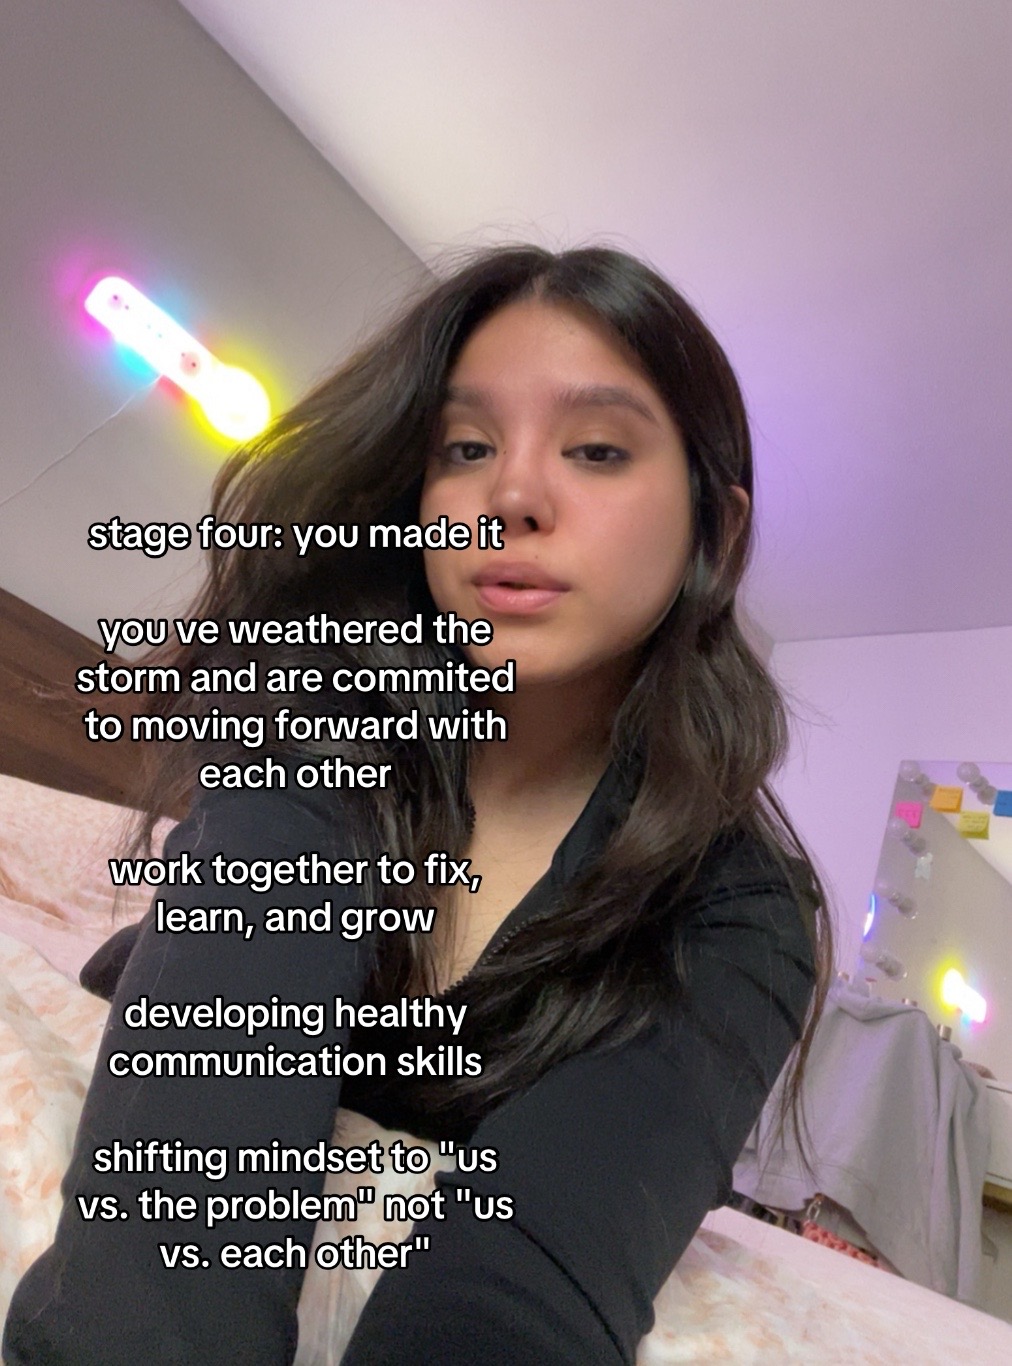 stage four: you made it
you ve weathered the
storm and are commited
to moving forward with
each other
work together to fix,
learn, and grow
developing healthy
communication skills
shifting mindset to "us
vs. the problem" not "us
vs. each other"